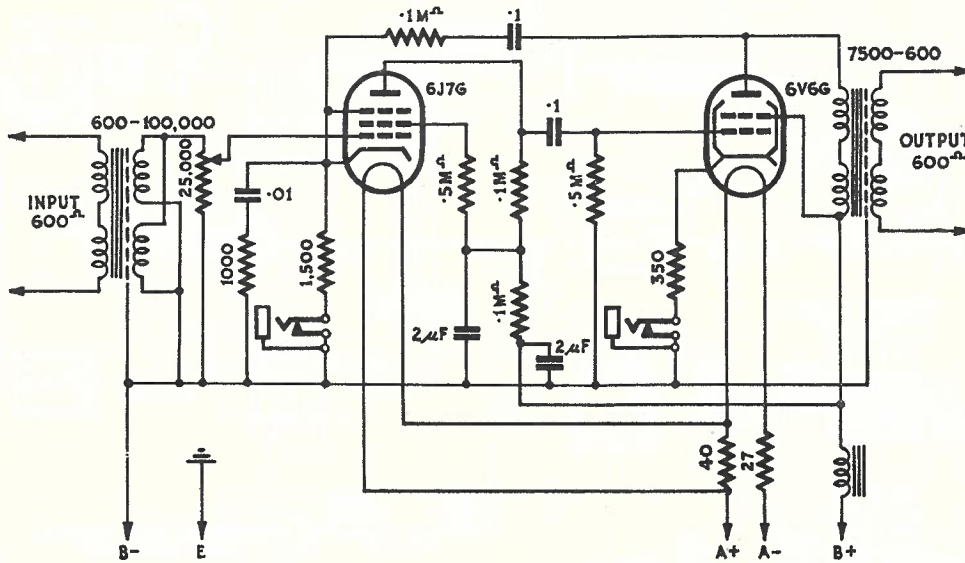 ·1MΩ
·1
7500-600
6J7G
6V6G
600-100,000
25,000
·1
OUTPUT
600Ω
INPUT
600Ω
·01
·5MΩ
·1MΩ
·5MΩ
350
1000
1,500
·1MΩ
2μF
2μF
40
27
B-
E
A+
A-
B+